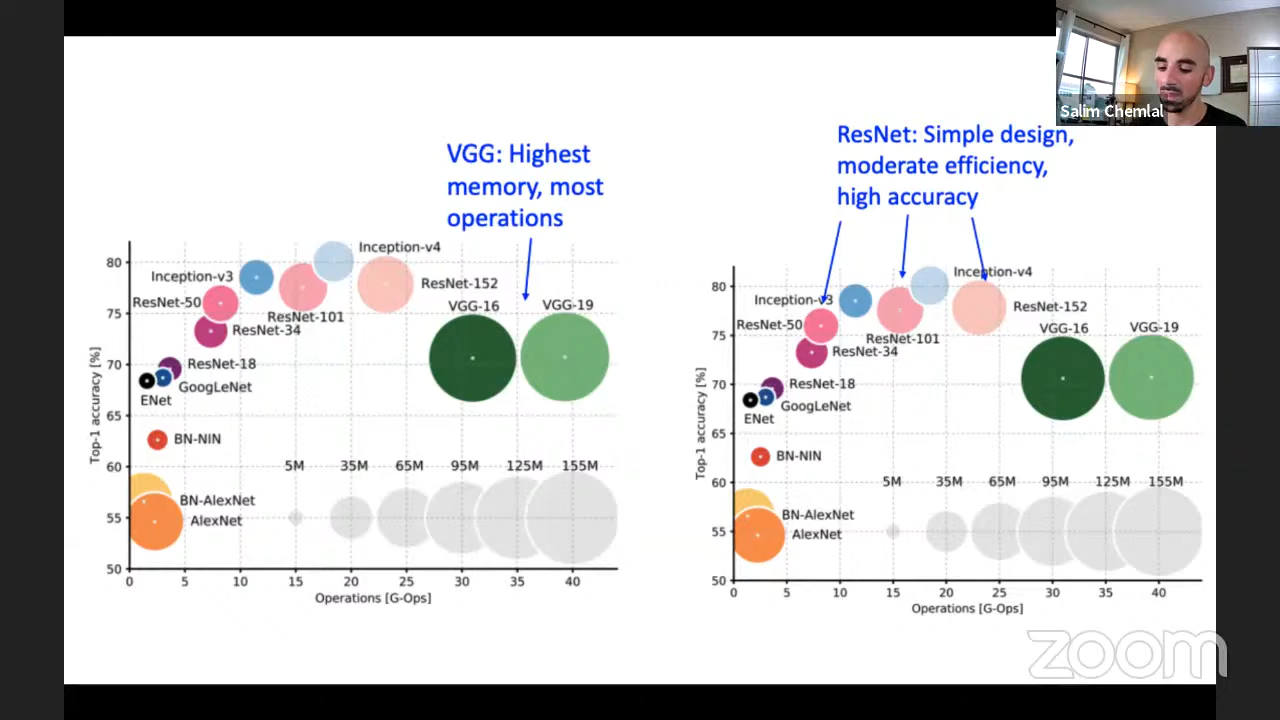 Salim Chemlal
VGG: Highest
memory, most
operations
ResNet: Simple design,
moderate efficiency,
high accuracy
Top-1 accuracy [%]
80
75
70
65
60
55
50
Inception-v4
Inception-v3
ResNet-152
ResNet-50
VGG-16
VGG-19
ResNet-101
ResNet-34
ResNet-18
GoogLeNet
ENet
BN-NIN
5M 35M 65M 95M 125M 155M
BN-AlexNet
AlexNet
0 5 10 15 20 25 30 35 40
Operations [G-Ops]
Top-1 accuracy [%]
80
75
70
65
60
55
50
Inception-v4
Inception-v3
ResNet-152
ResNet-50
VGG-16
VGG-19
ResNet-101
ResNet-34
ResNet-18
GoogLeNet
ENet
BN-NIN
5M 35M 65M 95M 125M 155M
BN-AlexNet
AlexNet
0 5 10 15 20 25 30 35 40
Operations [G-Ops]
zoom